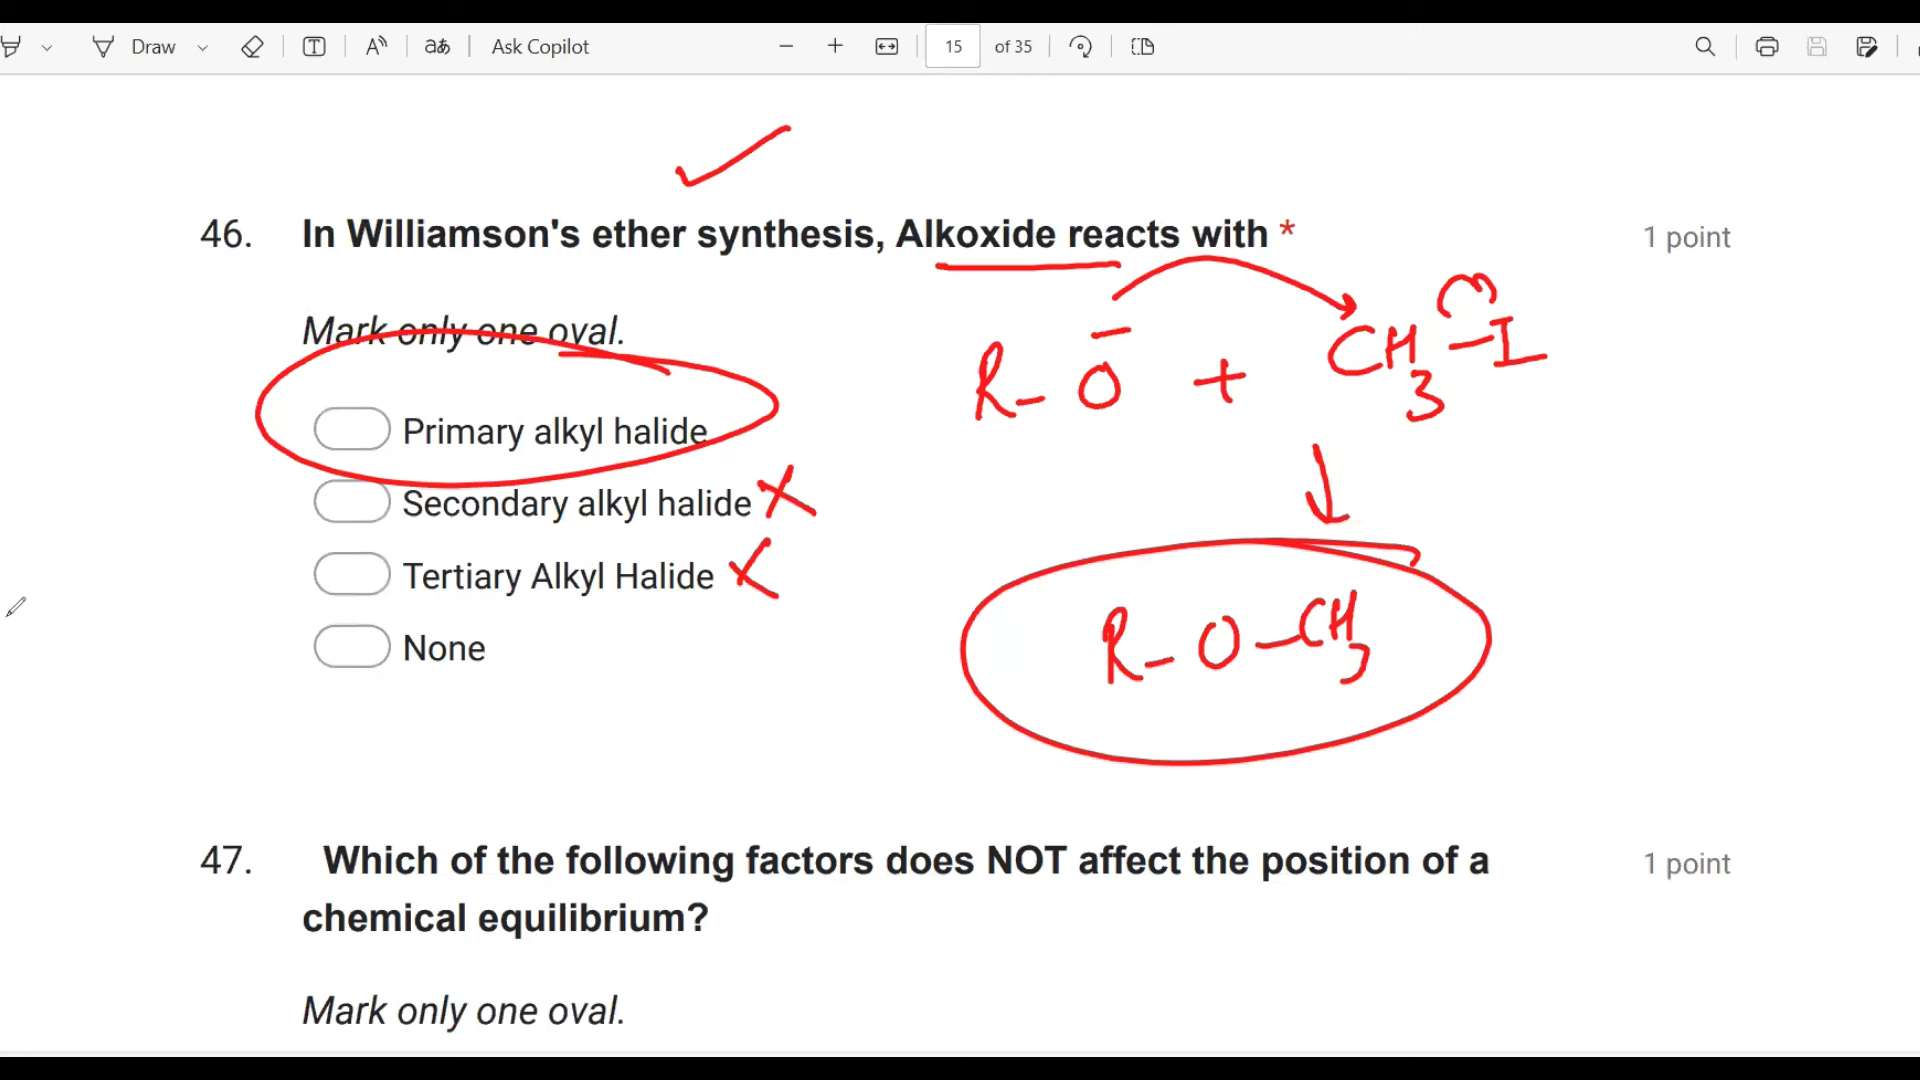 Draw aあ Ask Copilot 15 of 35
46. In Williamson's ether synthesis, Alkoxide reacts with * 1 point
Mark only one oval.
R-O⁻ + CH3-I
Primary alkyl halide
Secondary alkyl halide
Tertiary Alkyl Halide
R-O-CH3
None
47. Which of the following factors does NOT affect the position of a 1 point
chemical equilibrium?
Mark only one oval.